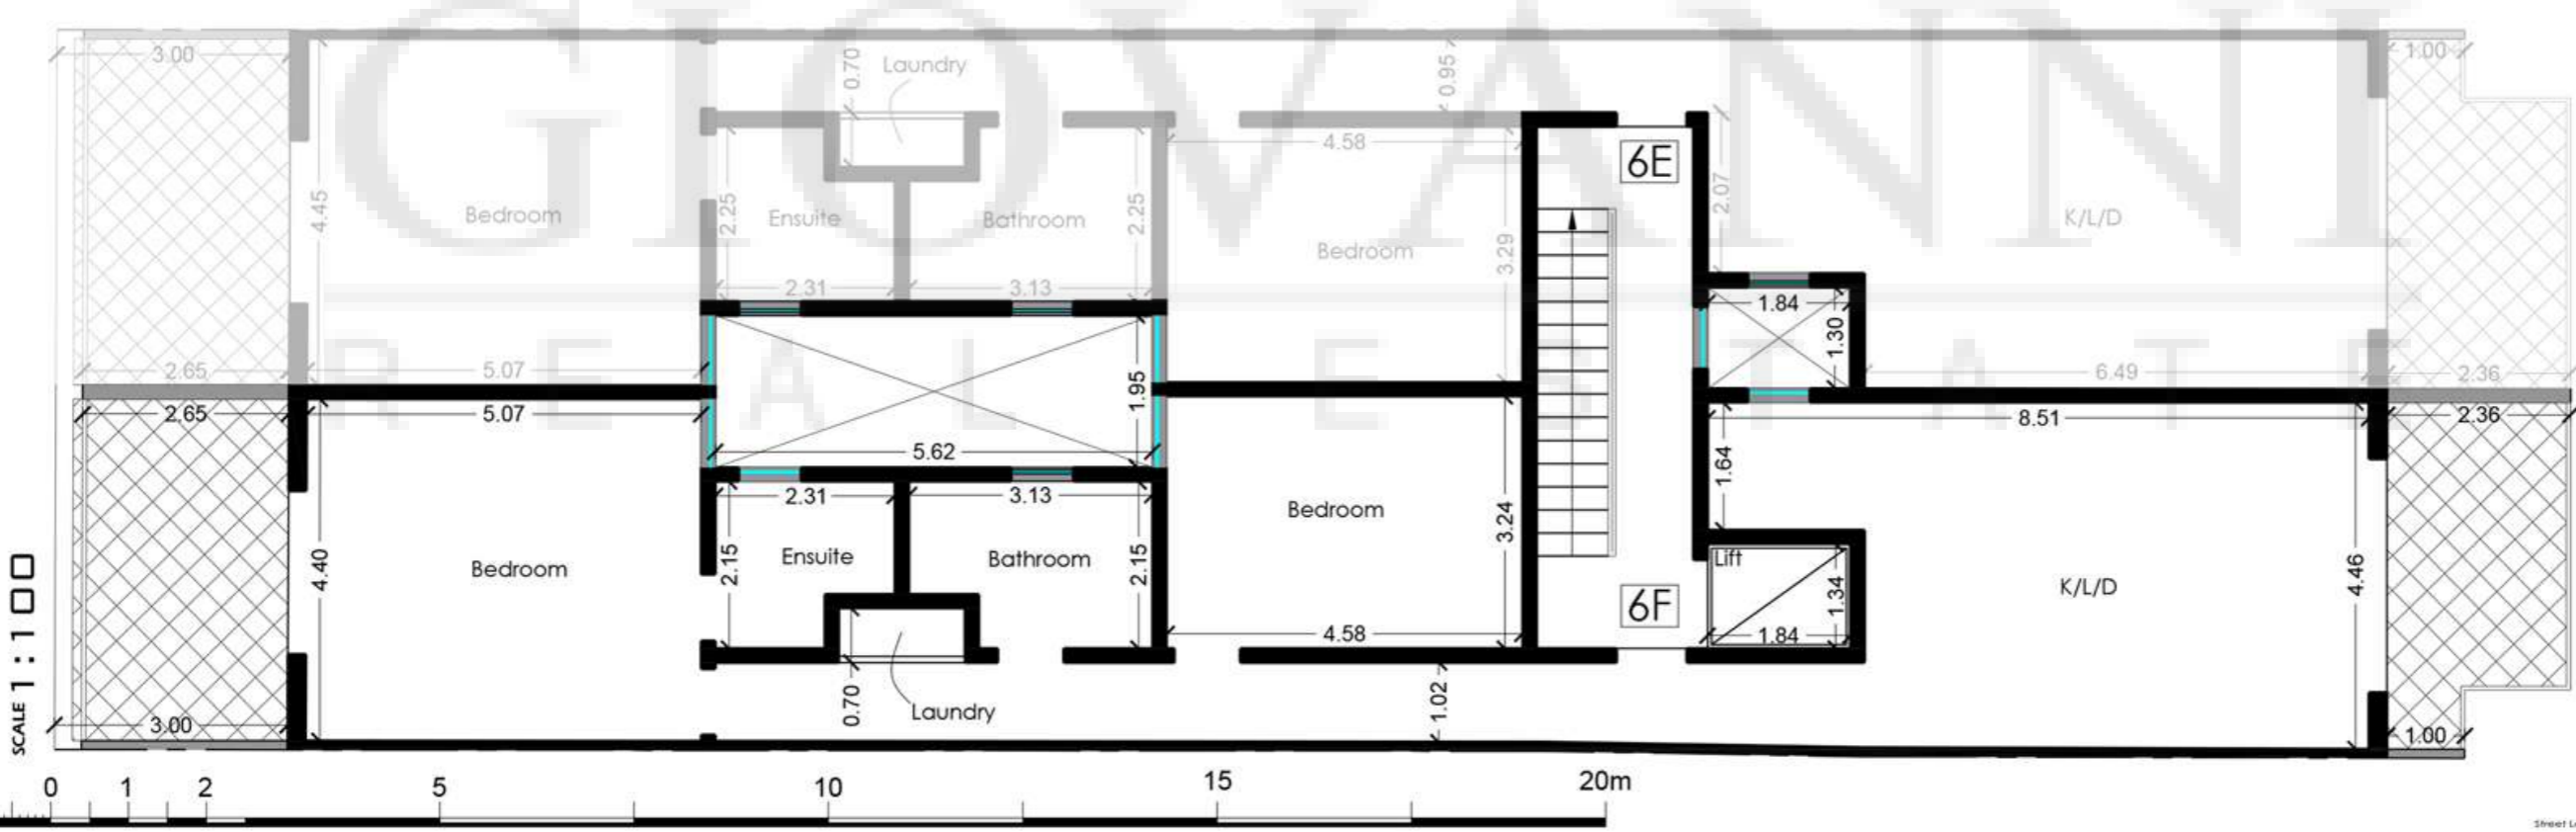 GIOVANNI
REAL ESTATE
3.00
0.70
Laundry
0.95
1.00
4.58
6E
4.45
Bedroom
2.25
Ensuite
Bathroom
2.25
Bedroom
3.29
2.07
K/L/D
2.31
3.13
1.84
1.30
2.65
5.07
1.95
6.49
2.36
2.65
5.07
5.62
8.51
2.36
1.64
2.31
3.13
Bedroom
3.24
4.40
Bedroom
2.15
Ensuite
Bathroom
2.15
Lift
1.34
K/L/D
4.46
6F
4.58
1.84
0.70
Laundry
1.02
3.00
1.00
SCALE 1:100
0 1 2 5 10 15 20m